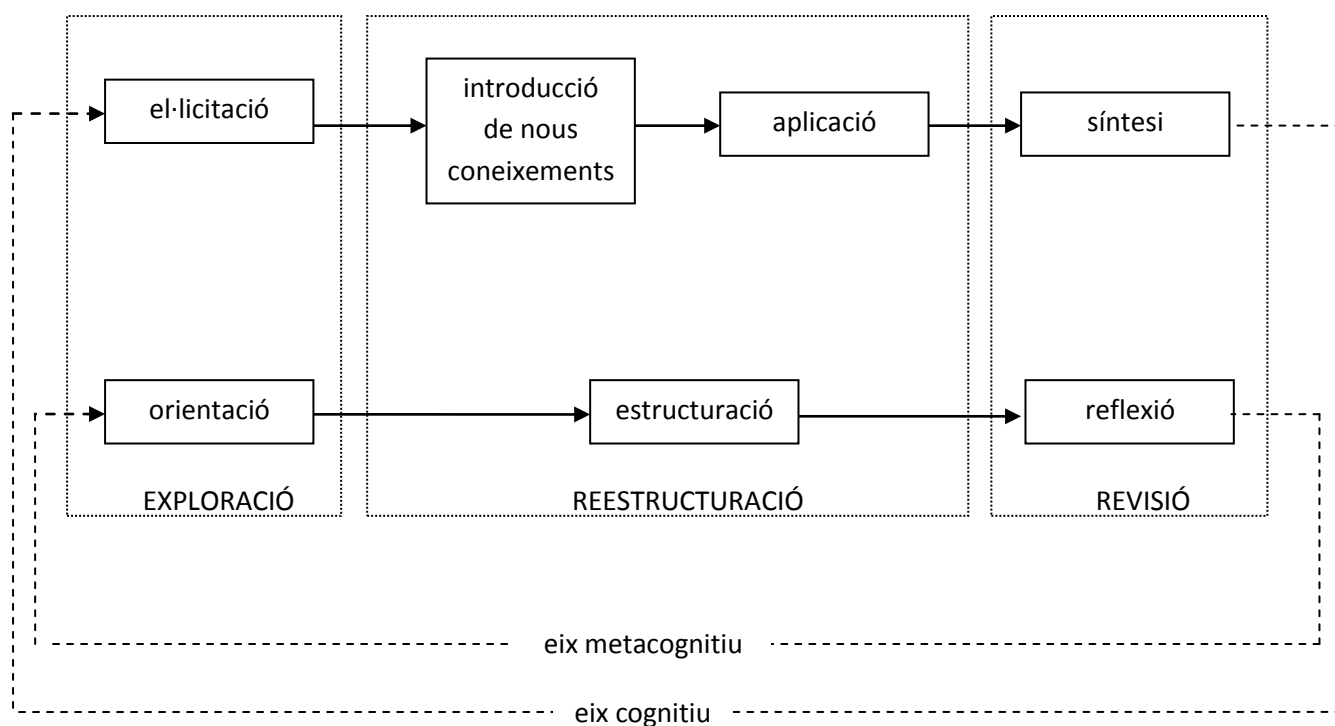 el·licitació
introducció
de nous
coneixements
aplicació
síntesi
orientació
estructuració
reflexió
EXPLORACIÓ
REESTRUCTURACIÓ
REVISIÓ
eix metacognitiu
eix cognitiu